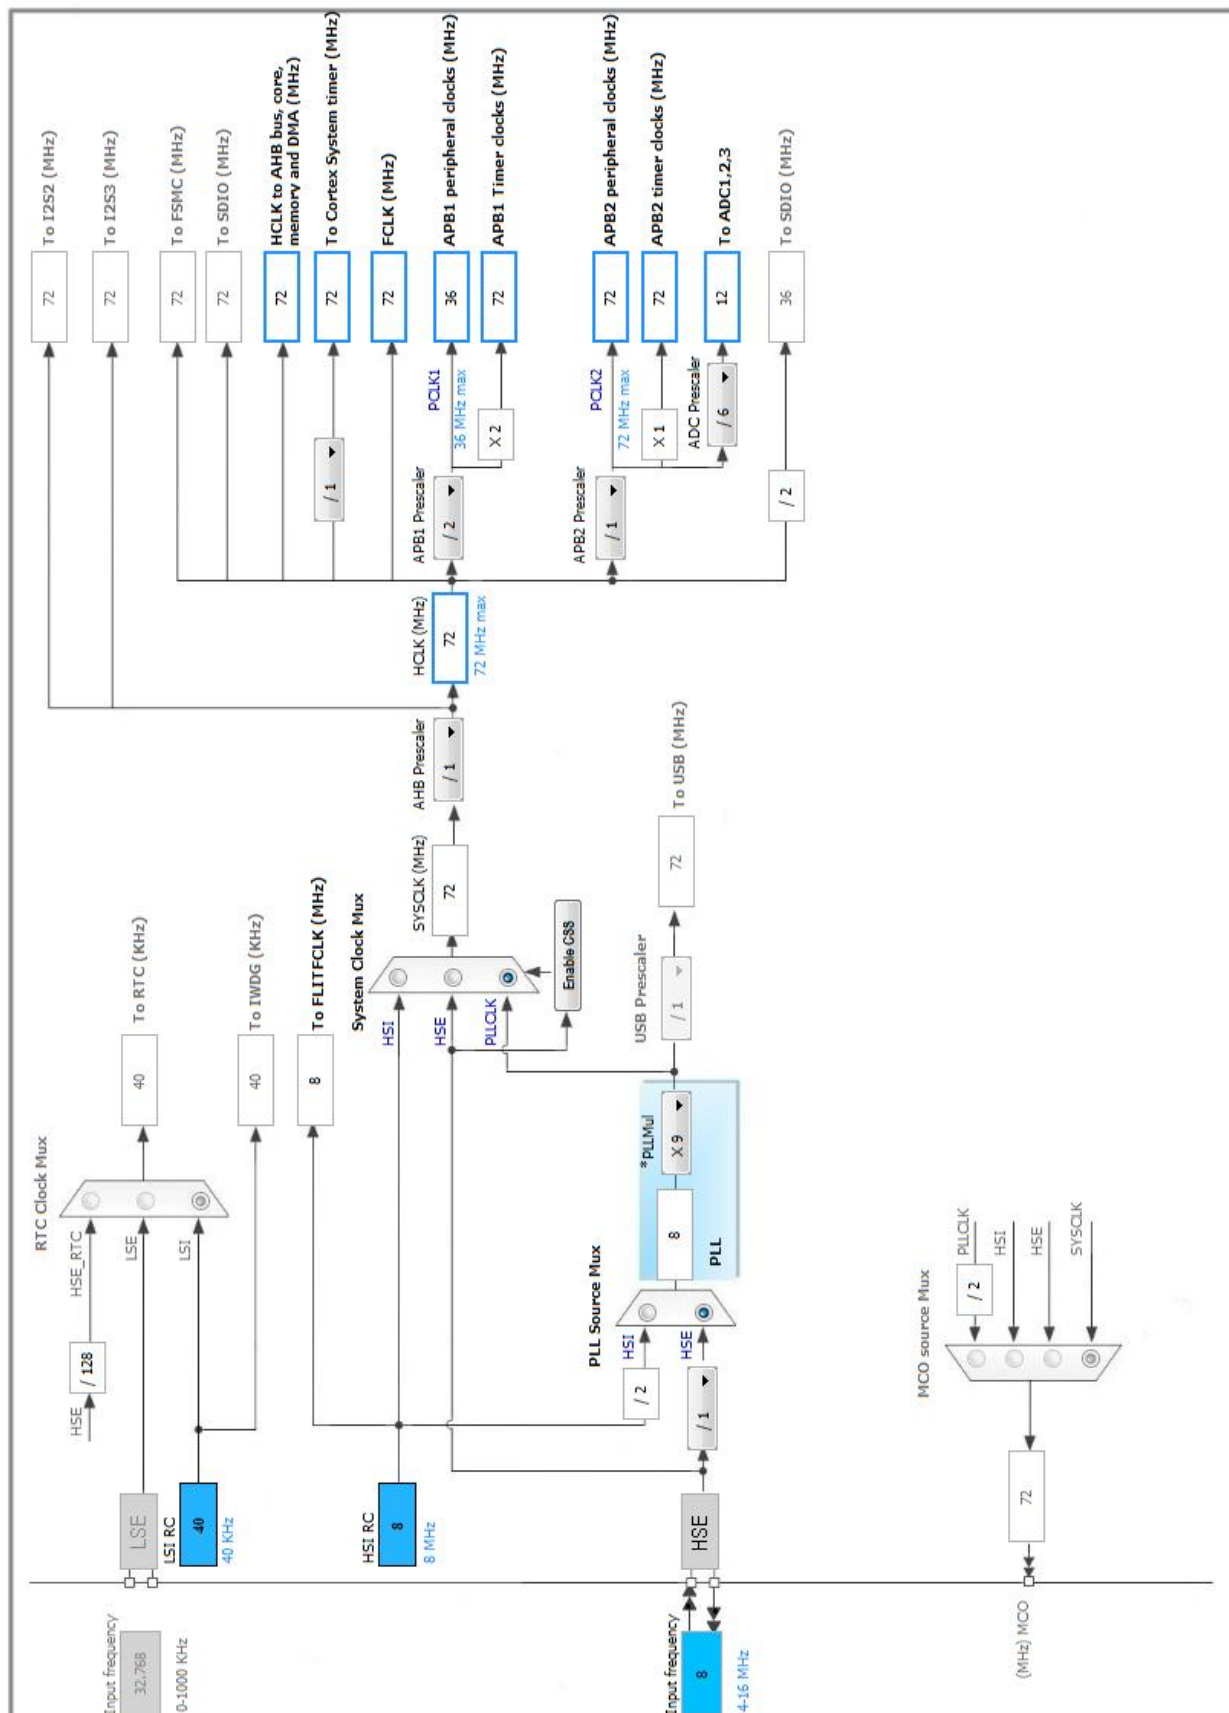 Input frequency
32.768
0-1000 KHz
LSE
LSI RC
40
40 KHz
HSE
/ 128
HSE_RTC
LSE
LSI
RTC Clock Mux
40
To RTC (KHz)
40
To IWDG (KHz)
HSI RC
8
8 MHz
8
To FLITFCLK (MHz)
System Clock Mux
HSI
HSE
PLLCLK
Enable CSS
SYSCLK (MHz)
72
AHB Prescaler
/ 1
HCLK (MHz)
72
72 MHz max
72
To I2S2 (MHz)
72
To I2S3 (MHz)
72
To FSMC (MHz)
72
To SDIO (MHz)
72
HCLK to AHB bus, core,
memory and DMA (MHz)
/ 1
72
To Cortex System timer (MHz)
72
FCLK (MHz)
APB1 Prescaler
/ 2
PCLK1
36 MHz max
36
APB1 peripheral clocks (MHz)
X 2
72
APB1 Timer clocks (MHz)
APB2 Prescaler
/ 1
PCLK2
72 MHz max
72
APB2 peripheral clocks (MHz)
X 1
72
APB2 timer clocks (MHz)
ADC Prescaler
/ 6
12
To ADC1,2,3
/ 2
36
To SDIO (MHz)
Input frequency
8
4-16 MHz
HSE
/ 1
/ 2
PLL Source Mux
HSI
HSE
8
PLL
*PLLMul
X 9
USB Prescaler
/ 1
72
To USB (MHz)
MCO source Mux
PLLCLK
/ 2
HSI
HSE
SYSCLK
72
(MHz) MCO